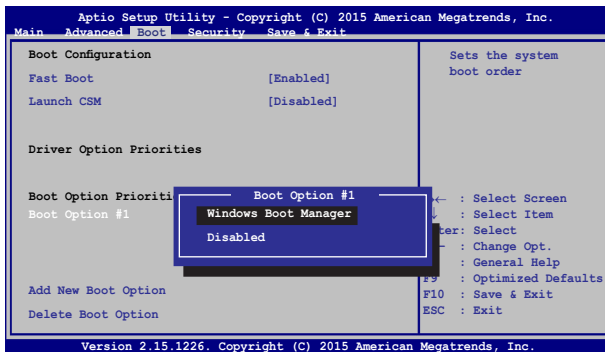 Aptio Setup Utility - Copyright (C) 2015 American Megatrends, Inc.
Main Advanced Boot Security Save & Exit
Boot Configuration
Fast Boot [Enabled]
Launch CSM [Disabled]
Driver Option Priorities
Boot Option Prioriti
Boot Option #1
Boot Option #1
Windows Boot Manager
Disabled
Add New Boot Option
Delete Boot Option
Sets the system
boot order
→← : Select Screen
: Select Item
ter: Select
— : Change Opt.
: General Help
F9 : Optimized Defaults
F10 : Save & Exit
ESC : Exit
Version 2.15.1226. Copyright (C) 2015 American Megatrends, Inc.